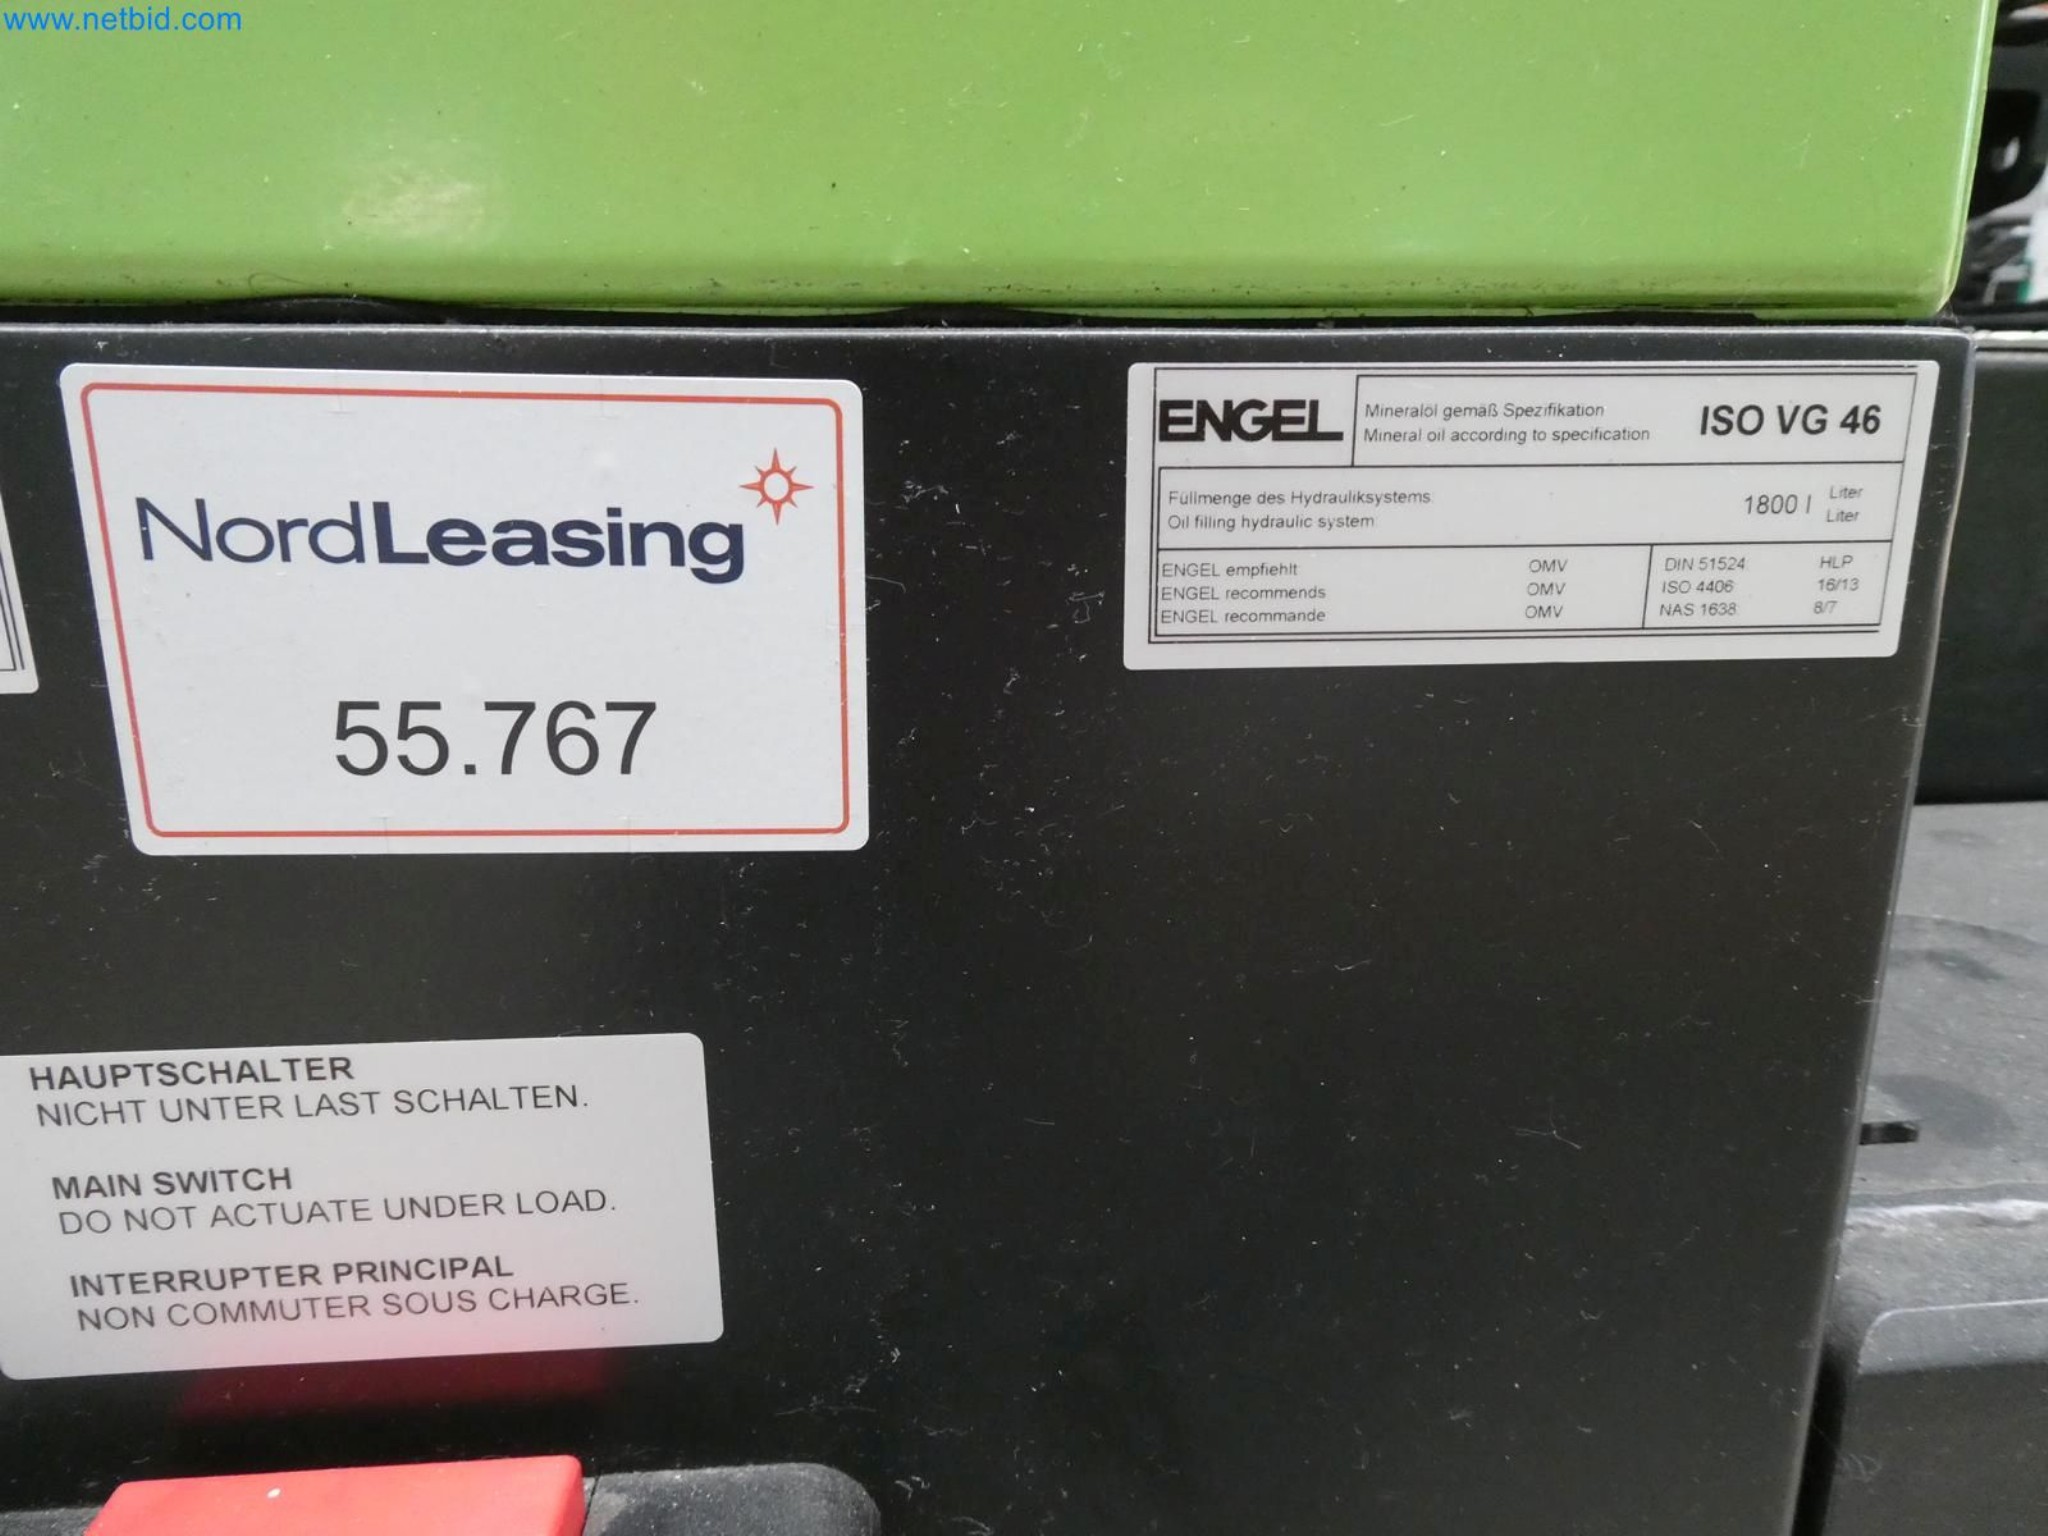 www.netbid.com
NordLeasing
55.767
ENGEL
Mineralöl gemäß Spezifikation
Mineral oil according to specification
ISO VG 46
Füllmenge des Hydrauliksystems:
Oil filling hydraulic system:
1800 l
Liter
Liter
ENGEL empfiehlt OMV
ENGEL recommends OMV
ENGEL recommande OMV
DIN 51524 HLP
ISO 4406 16/13
NAS 1638 8/7
HAUPTSCHALTER
NICHT UNTER LAST SCHALTEN.
MAIN SWITCH
DO NOT ACTUATE UNDER LOAD.
INTERRUPTER PRINCIPAL
NON COMMUTER SOUS CHARGE.